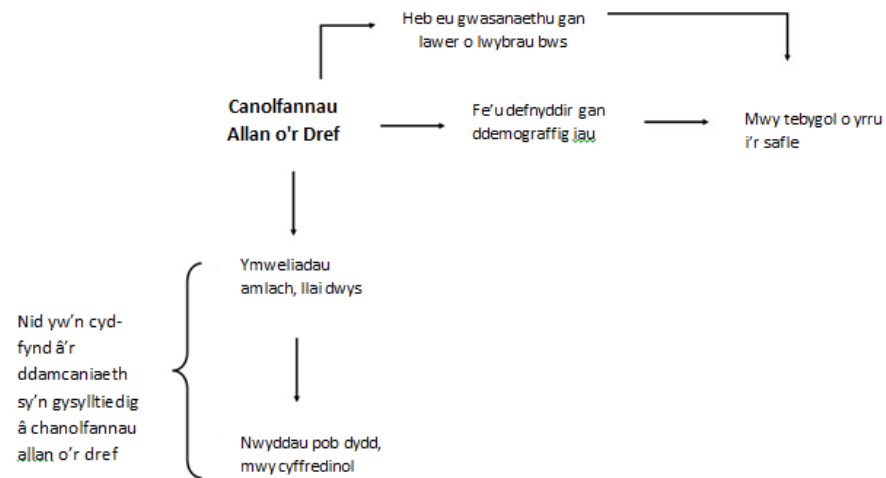 Heb eu gwasanaethu gan
lawer o lwybrau bws
Canolfannau
Allan o'r Dref
Fe'u defnyddir gan
ddemograffig iau
Mwy tebygol o yrru
i'r safle
Ymweliadau
amlach, llai dwys
Nid yw'n cyd-
fynd â'r
ddamcaniaeth
sy'n gysylltiedig
â chanolfannau
allan o'r dref
Nwyddau pob dydd,
mwy cyffredinol